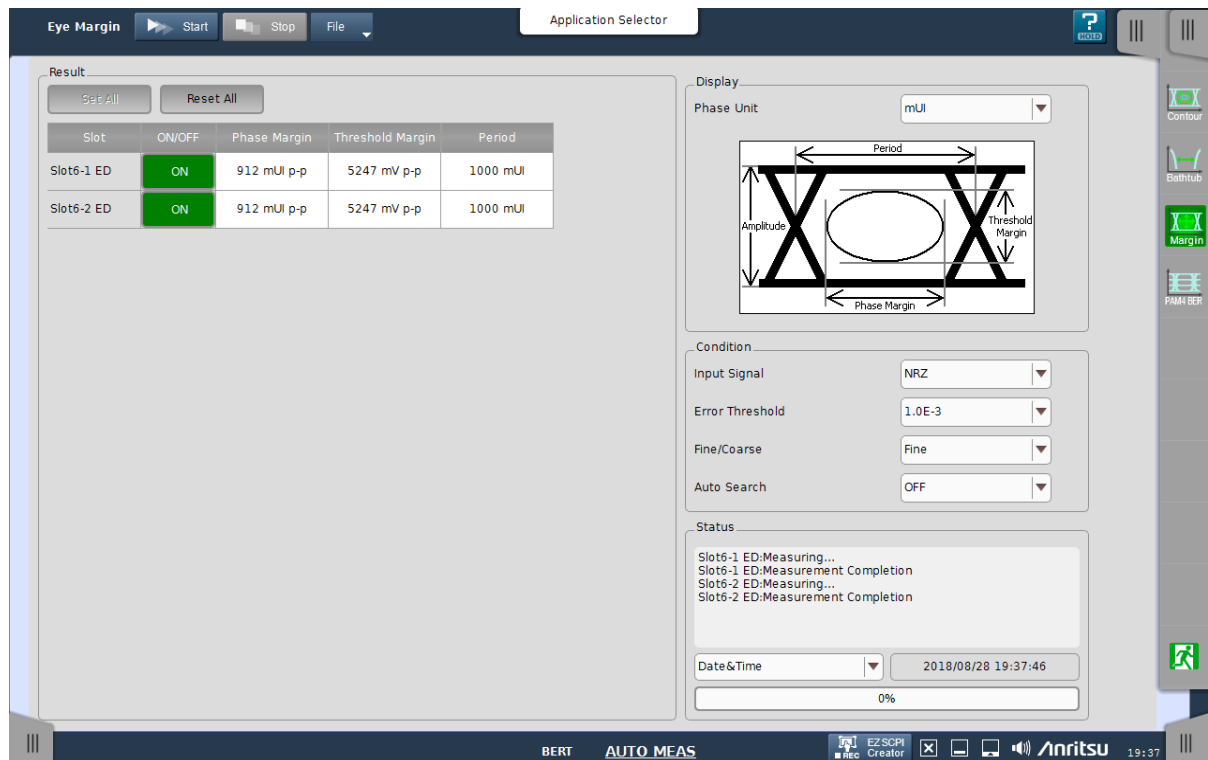 Eye Margin
Start
Stop
File
Application Selector
?
HOLD
Result
Set All
Reset All
Slot ON/OFF Phase Margin Threshold Margin Period
Slot6-1 ED ON 912 mUI p-p 5247 mV p-p 1000 mUI
Slot6-2 ED ON 912 mUI p-p 5247 mV p-p 1000 mUI
Display
Phase Unit mUI
Period
Amplitude
Threshold
Margin
Phase Margin
Condition
Input Signal NRZ
Error Threshold 1.0E-3
Fine/Coarse Fine
Auto Search OFF
Status
Slot6-1 ED:Measuring...
Slot6-1 ED:Measurement Completion
Slot6-2 ED:Measuring...
Slot6-2 ED:Measurement Completion
Date&Time 2018/08/28 19:37:46
0%
Contour
Bathtub
Margin
PAM4 BER
BERT AUTO MEAS
REC
EZ SCPI
Creator
Anritsu
19:37